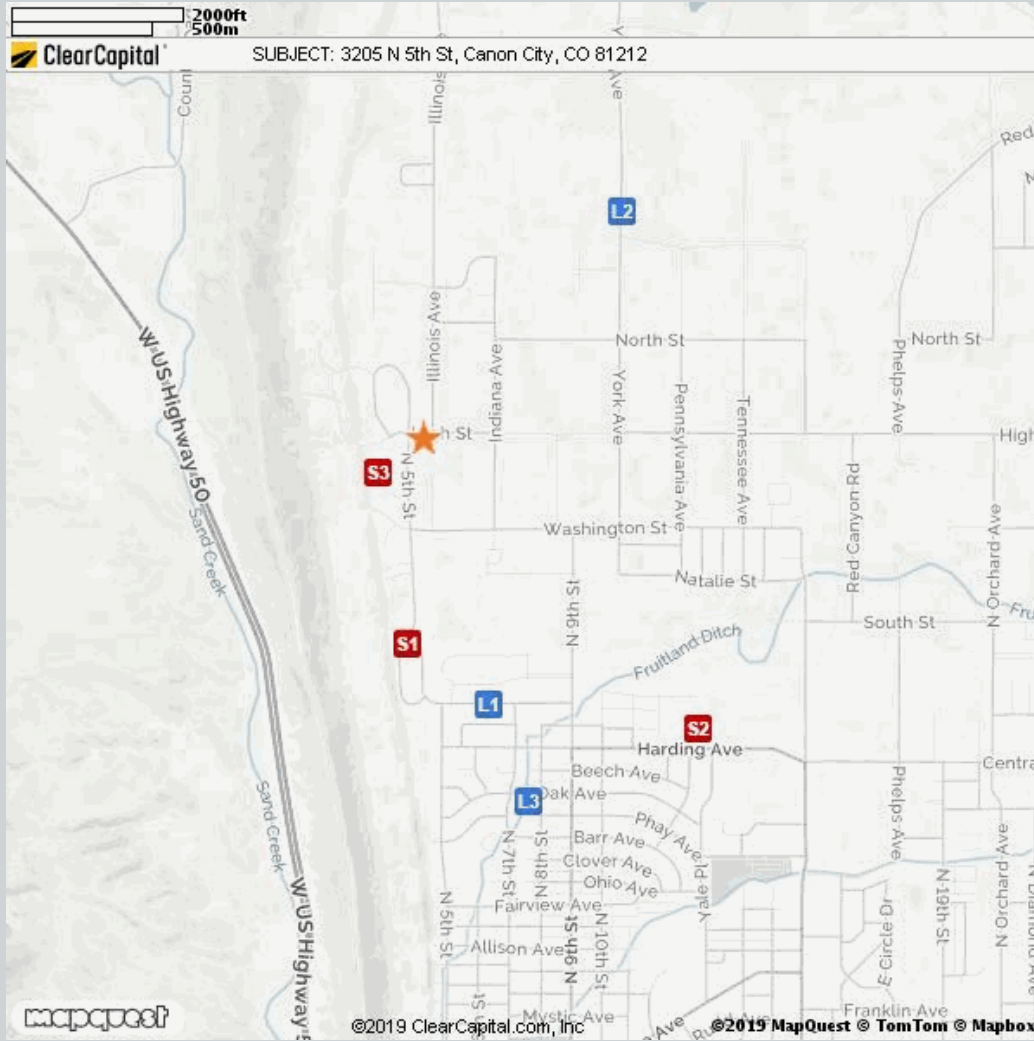 2000ft
500m
ClearCapital
SUBJECT: 3205 N 5th St, Canon City, CO 81212
Illinois
Ave
Red
L2
Illinois Ave
North St
North St
W US Highway 50
Indiana Ave
York Ave
Pennsylvania Ave
Tennessee Ave
Phelps Ave
h St
High
S3
N 5th St
Red Canyon Rd
N Orchard Ave
Washington St
Sand Creek
Natalie St
N 9th St
South St
Fru
Fruitland Ditch
S1
L1
S2
Harding Ave
Centra
Beech Ave
Sand Creek
L3
Oak Ave
Phay Ave
Phelps Ave
Barr Ave
N 7th St
N 8th St
Clover Ave
Ohio Ave
Yale Pl
N Orchard Ave
N 19th St
Fairview Ave
W US Highway 5
N 5th St
N 9th St
N 10th St
E Circle Dr
Allison Ave
Mystic Ave
Franklin Ave
Ave
mapquest
©2019 ClearCapital.com, Inc
©2019 MapQuest © TomTom © Mapbox